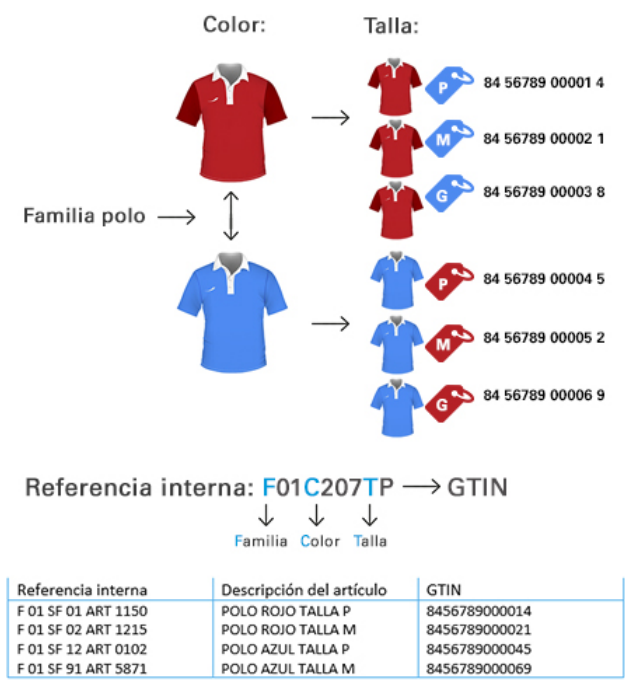 Color: Talla:
P 84 56789 00001 4
M 84 56789 00002 1
G 84 56789 00003 8
Familia polo
P 84 56789 00004 5
M 84 56789 00005 2
G 84 56789 00006 9
Referencia interna: F01C207TP → GTIN
Familia Color Talla
Referencia interna Descripción del artículo GTIN
F 01 SF 01 ART 1150 POLO ROJO TALLA P 8456789000014
F 01 SF 02 ART 1215 POLO ROJO TALLA M 8456789000021
F 01 SF 12 ART 0102 POLO AZUL TALLA P 8456789000045
F 01 SF 91 ART 5871 POLO AZUL TALLA M 8456789000069